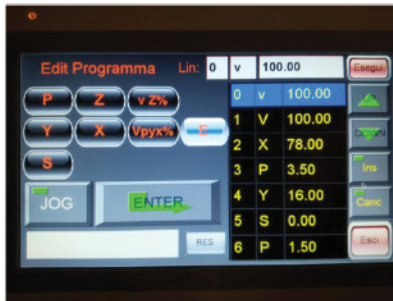 Edit Programma Lin: 0 v 100.00 Esegui
P Z v Z%
Y X Vpyx% E
S
JOG ENTER
RES
0 v 100.00
1 V 100.00
2 X 78.00
3 P 3.50
4 Y 16.00
5 S 0.00
6 P 1.50
Ins
Canc
Esci